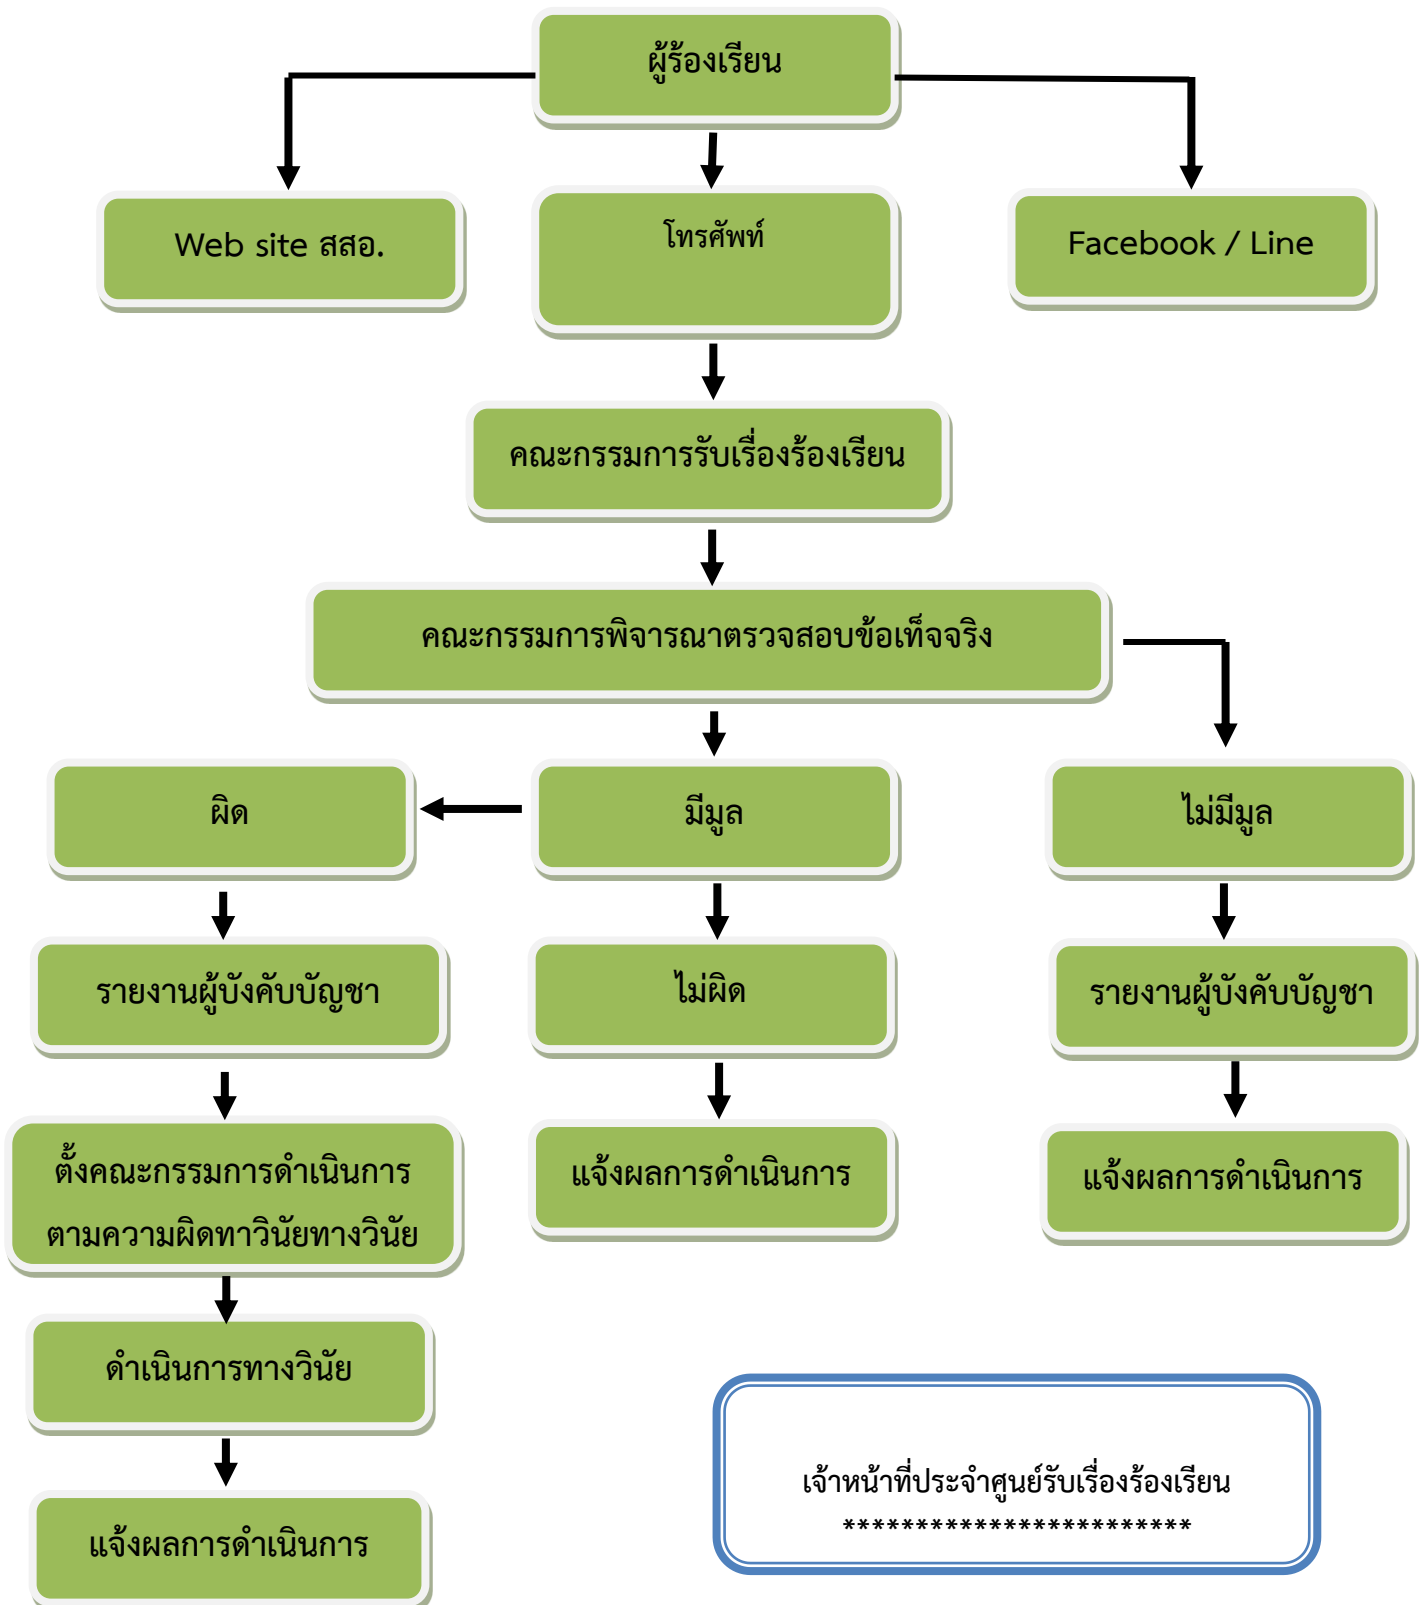 ผู้ร้องเรียน
Web site สสอ.
โทรศัพท์
Facebook / Line
คณะกรรมการรับเรื่องร้องเรียน
คณะกรรมการพิจารณาตรวจสอบข้อเท็จจริง
ผิด
มีมูล
ไม่มีมูล
รายงานผู้บังคับบัญชา
ไม่ผิด
รายงานผู้บังคับบัญชา
ตั้งคณะกรรมการดำเนินการ
ตามความผิดทาวินัยทางวินัย
แจ้งผลการดำเนินการ
แจ้งผลการดำเนินการ
ดำเนินการทางวินัย
แจ้งผลการดำเนินการ
เจ้าหน้าที่ประจำศูนย์รับเรื่องร้องเรียน
************************